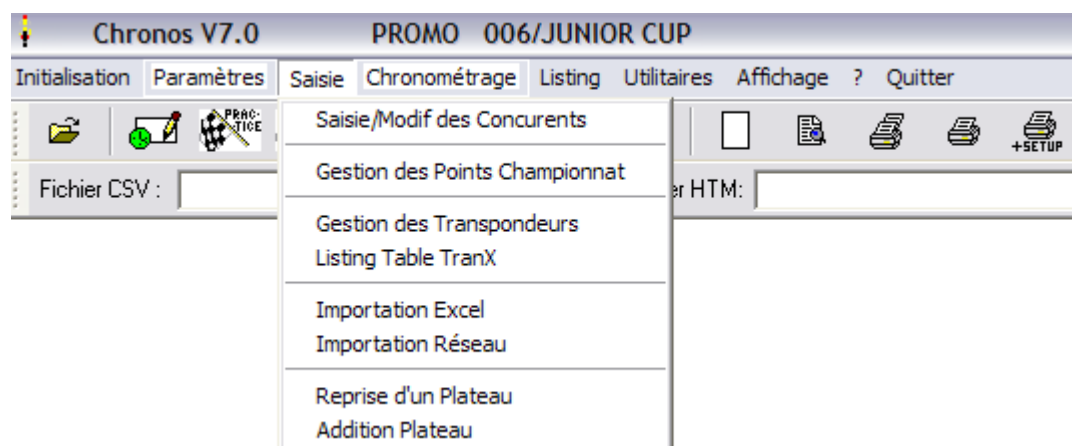 Chronos V7.0 PROMO 006/JUNIOR CUP
Initialisation Paramètres Saisie Chronométrage Listing Utilitaires Affichage ? Quitter
PRAC-
TICE
+SETUP
Saisie/Modif des Concurents
Gestion des Points Championnat
Fichier CSV : er HTM:
Gestion des Transpondeurs
Listing Table TranX
Importation Excel
Importation Réseau
Reprise d'un Plateau
Addition Plateau